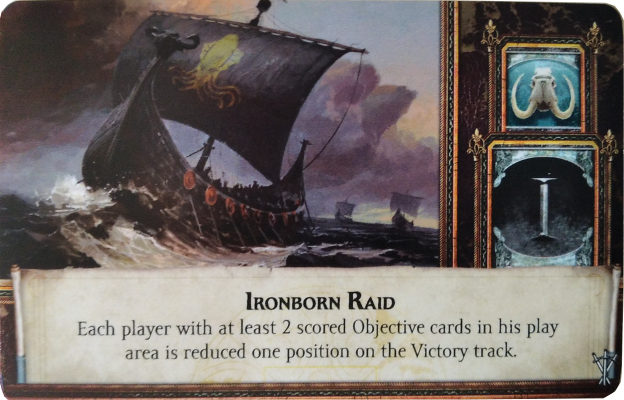 I
IRONBORN RAID
Each player with at least 2 scored Objective cards in his play
area is reduced one position on the Victory track.